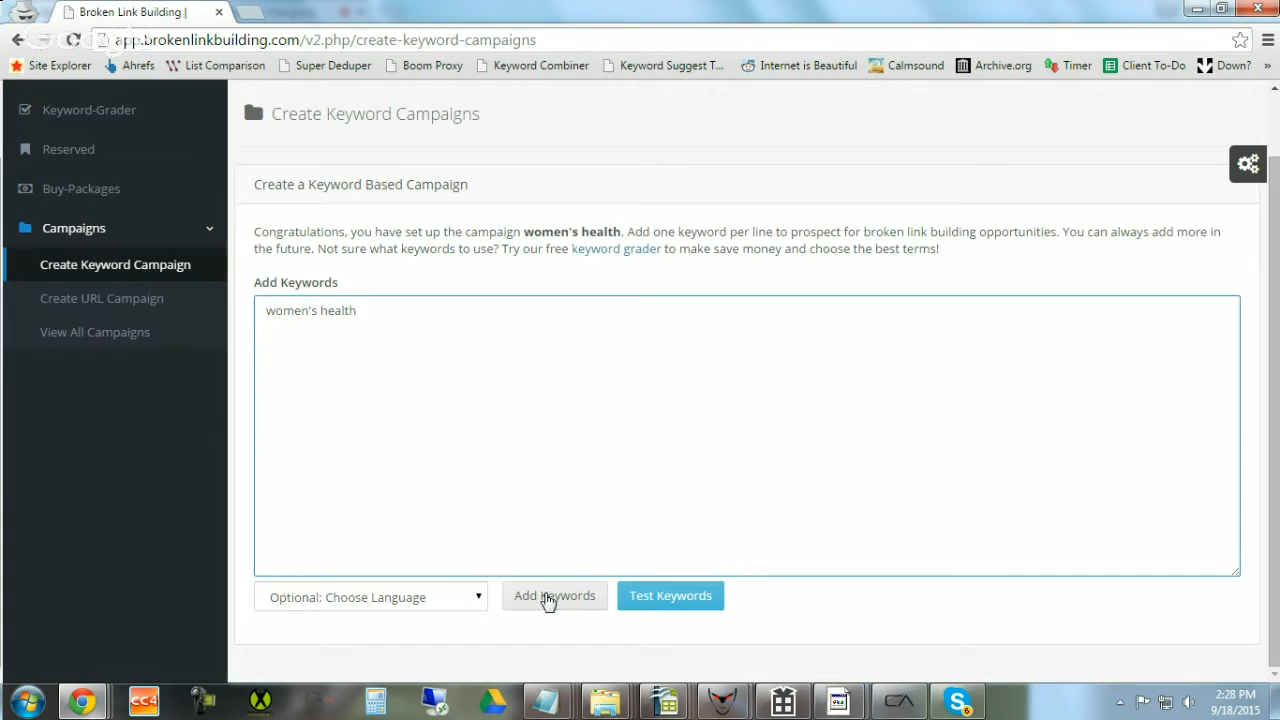 Broken Link Building |
app.brokenlinkbuilding.com/v2.php/create-keyword-campaigns
Site Explorer Ahrefs List Comparison Super Deduper Boom Proxy Keyword Combiner Keyword Suggest T... Internet is Beautiful Calmsound Archive.org Timer Client To-Do Down? »
Keyword-Grader
Reserved
Buy-Packages
Campaigns
Create Keyword Campaign
Create URL Campaign
View All Campaigns
Create Keyword Campaigns
Create a Keyword Based Campaign
Congratulations, you have set up the campaign women's health. Add one keyword per line to prospect for broken link building opportunities. You can always add more in
the future. Not sure what keywords to use? Try our free keyword grader to make save money and choose the best terms!
Add Keywords
women's health
Optional: Choose Language
Add Keywords
Test Keywords
CC4
6
2:28 PM
9/18/2015